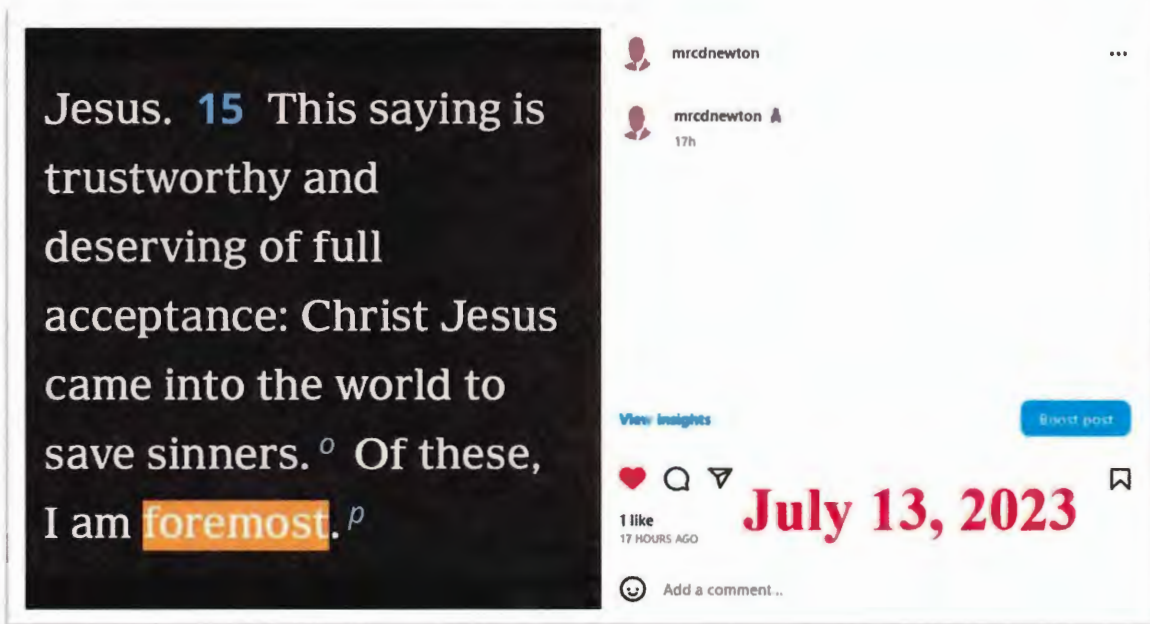 Jesus. 15 This saying is
trustworthy and
deserving of full
acceptance: Christ Jesus
came into the world to
save sinners. o Of these,
I am foremost. p
mrcdnewton
mrcdnewton
17h
View insights
Boost post
1 like
17 HOURS AGO
July 13, 2023
Add a comment ..